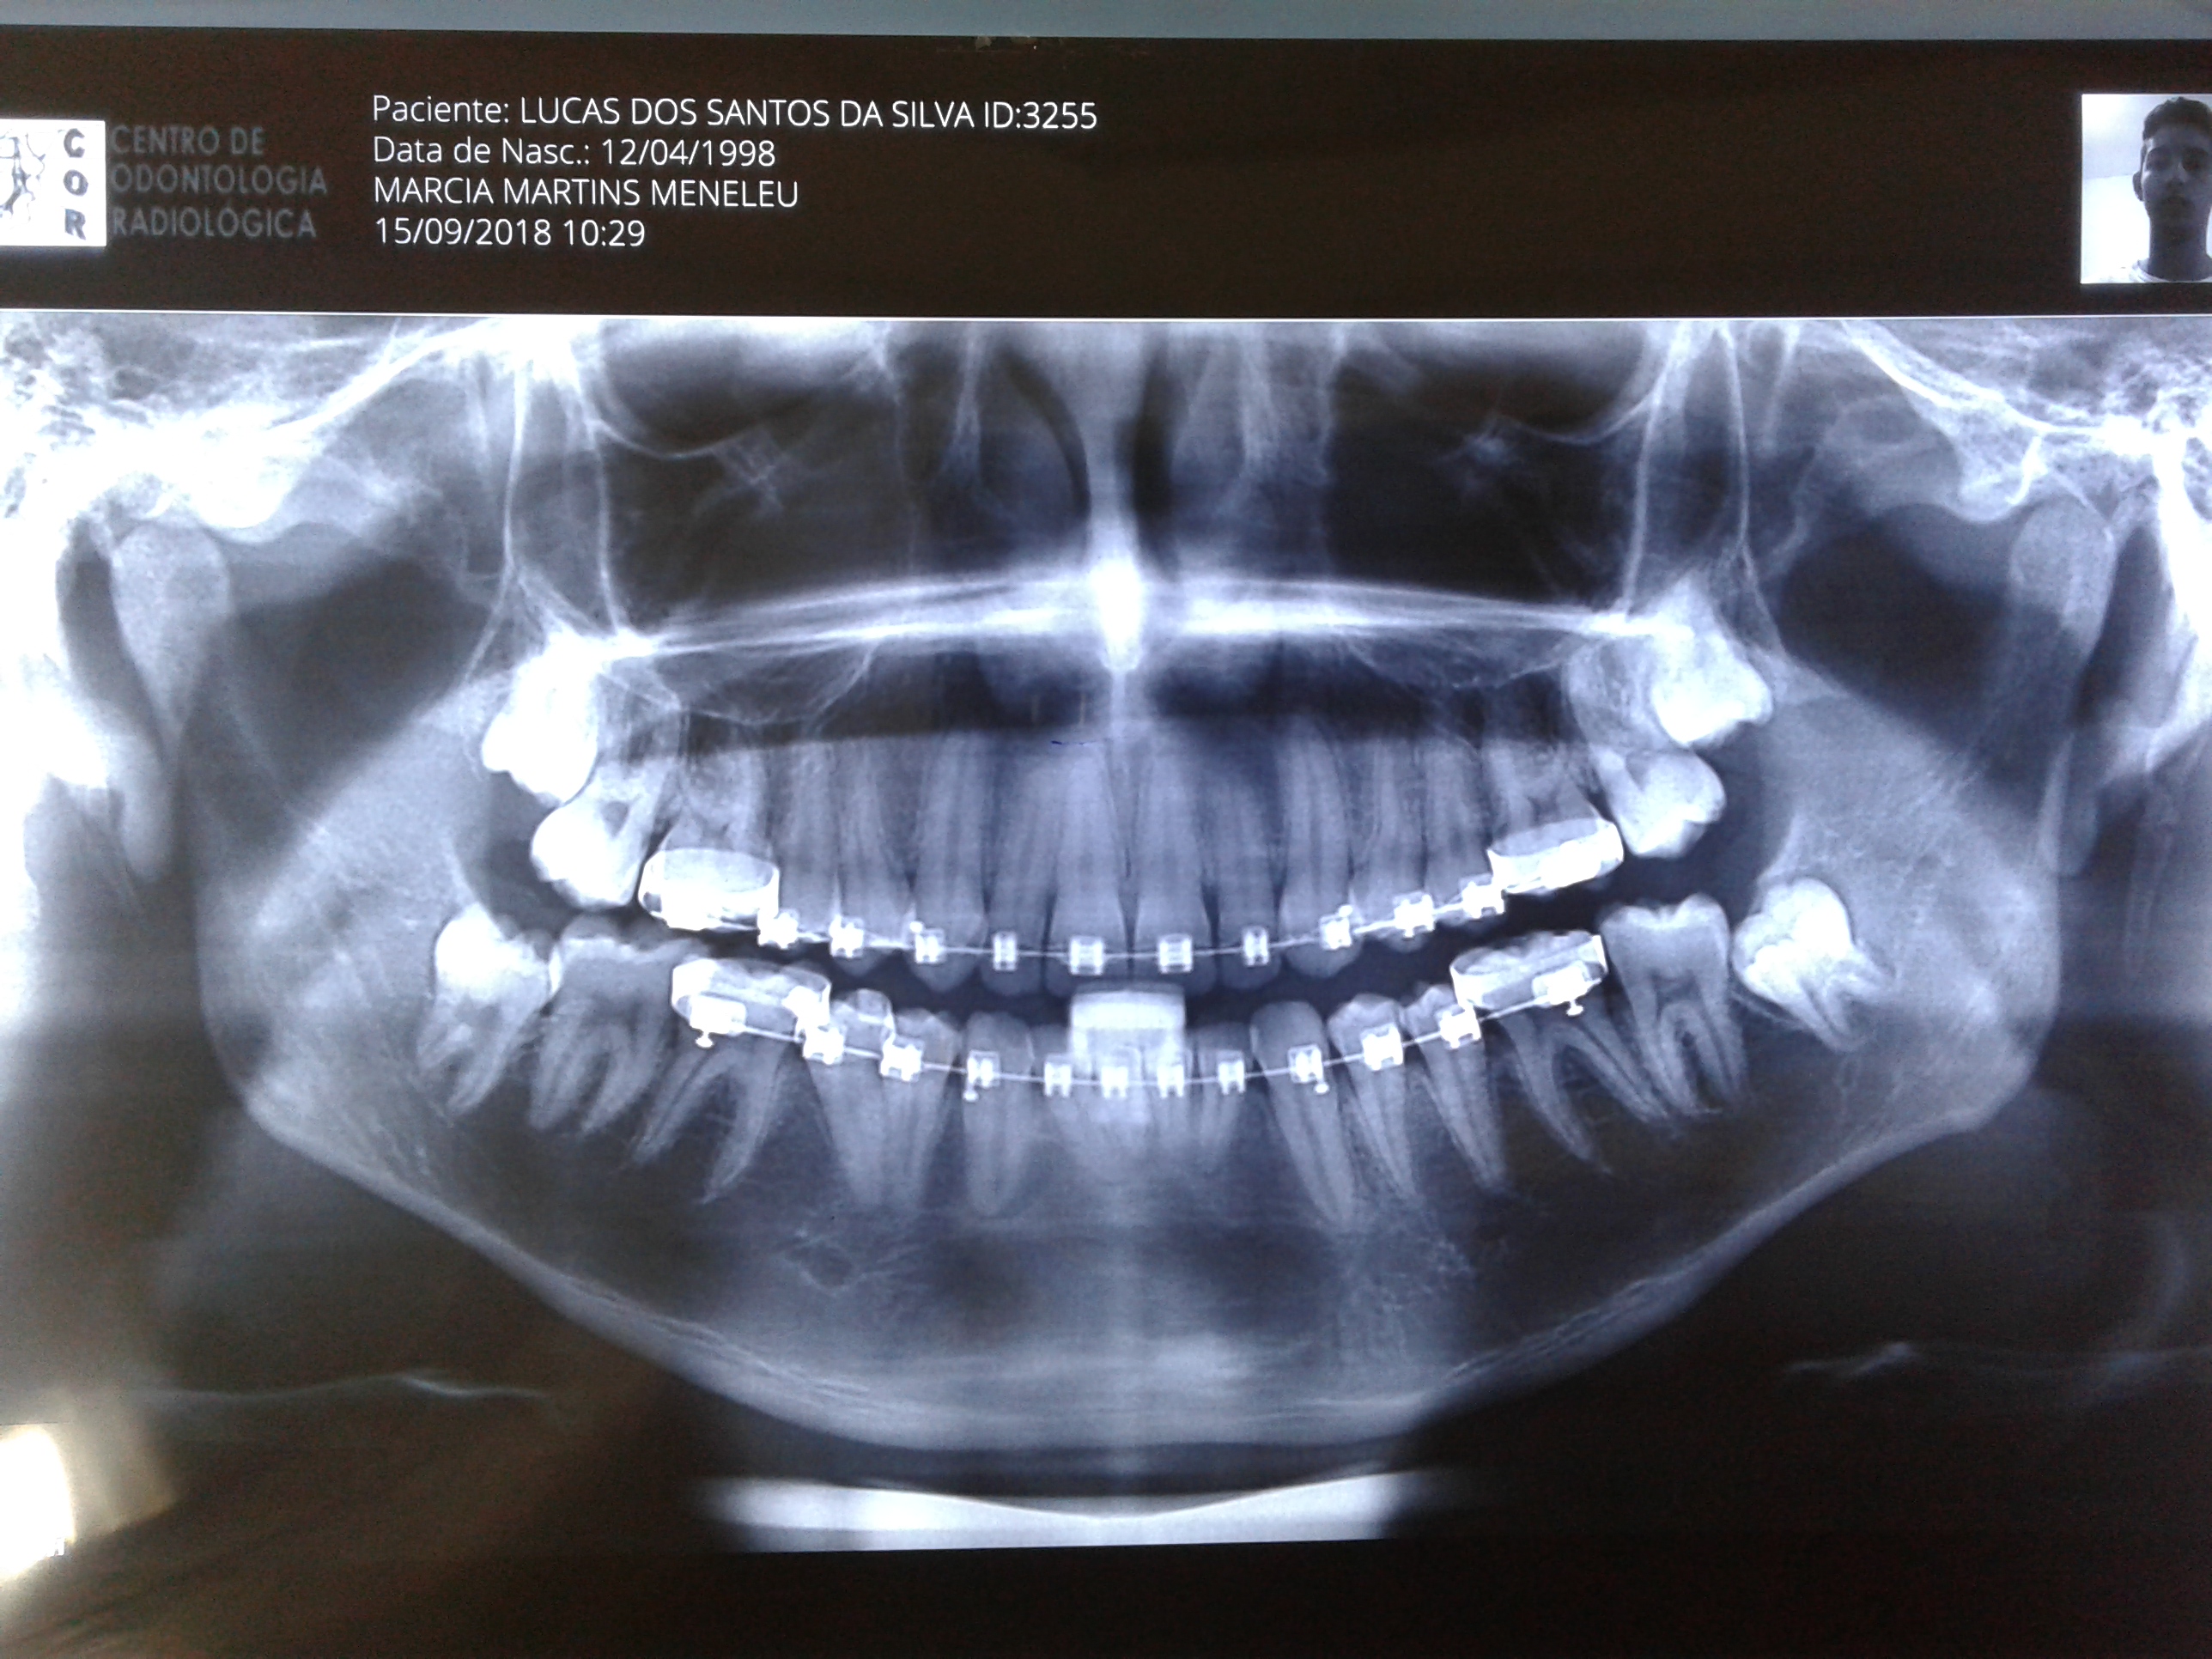 COR
CENTRO DE
ODONTOLOGIA
RADIOLÓGICA
Paciente: LUCAS DOS SANTOS DA SILVA ID:3255
Data de Nasc.: 12/04/1998
MARCIA MARTINS MENELEU
15/09/2018 10:29